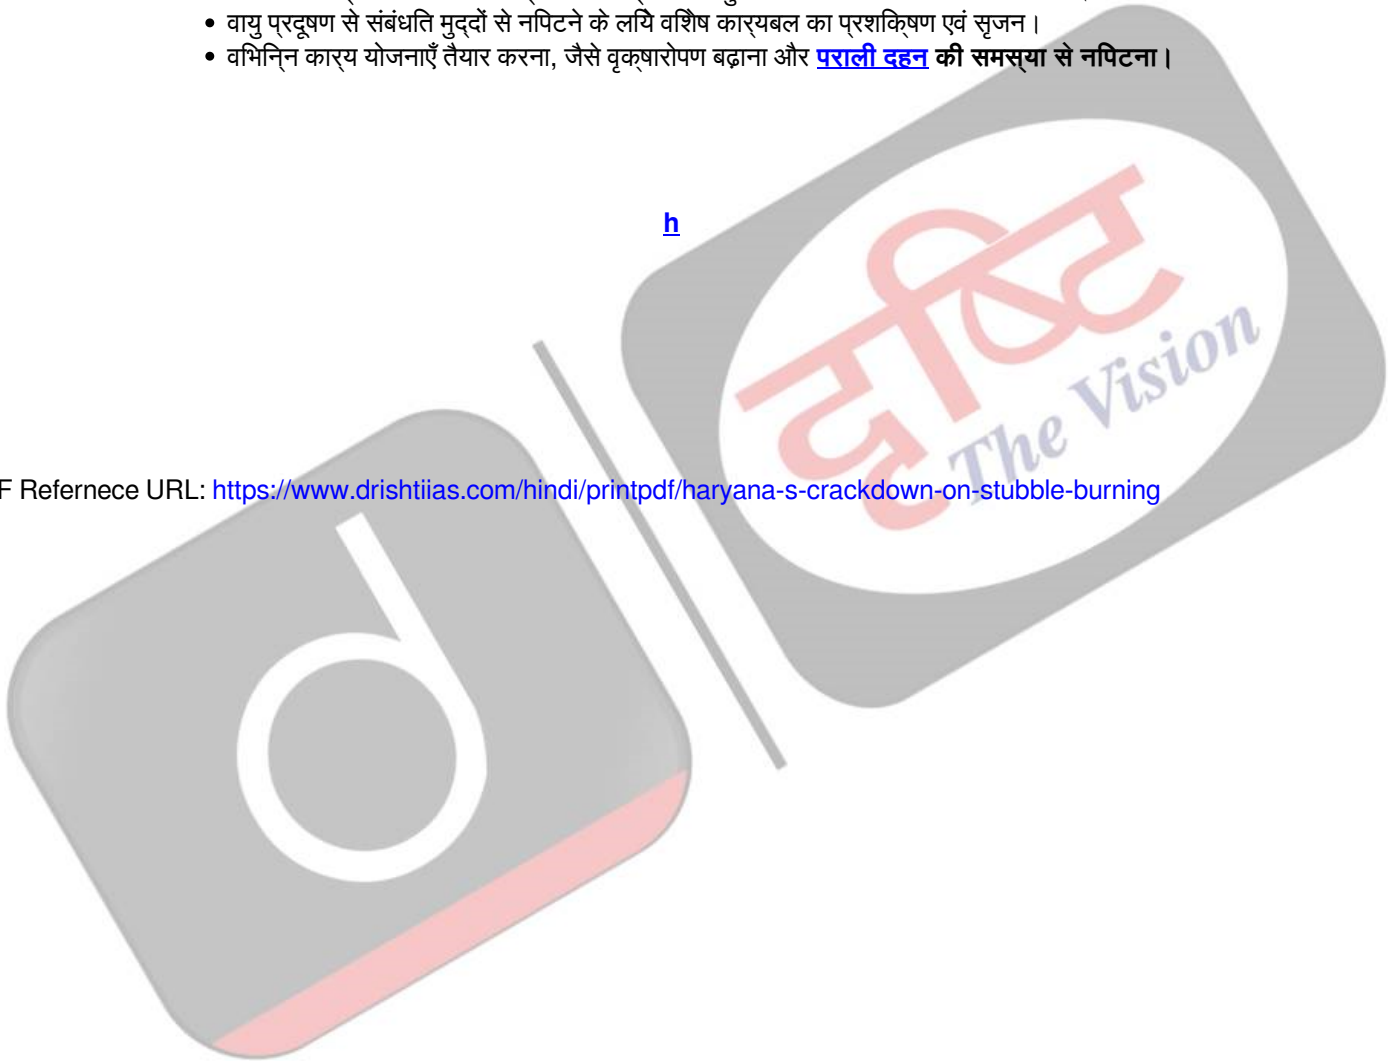 • वायु प्रदूषण से संबंधित मुद्दों से निपटने के लिये विशेष कार्यबल का प्रशिक्षण एवं सृजन।
• विभिन्न कार्य योजनाएँ तैयार करना, जैसे वृक्षारोपण बढ़ाना और पराली दहन की समस्या से निपटना।
h
दृष्टि
The Vision
F Refernece URL: https://www.drishtiias.com/hindi/printpdf/haryana-s-crackdown-on-stubble-burning
d